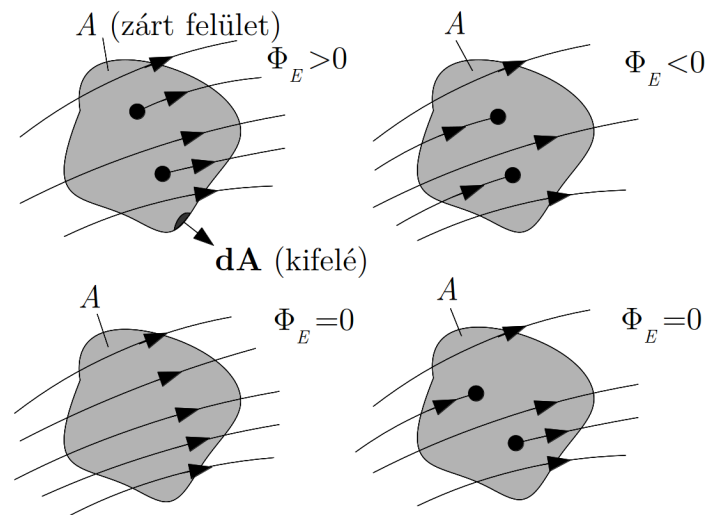 A (zárt felület)
Φ_E >0
A
Φ_E <0
dA (kifelé)
A
Φ_E =0
A
Φ_E =0